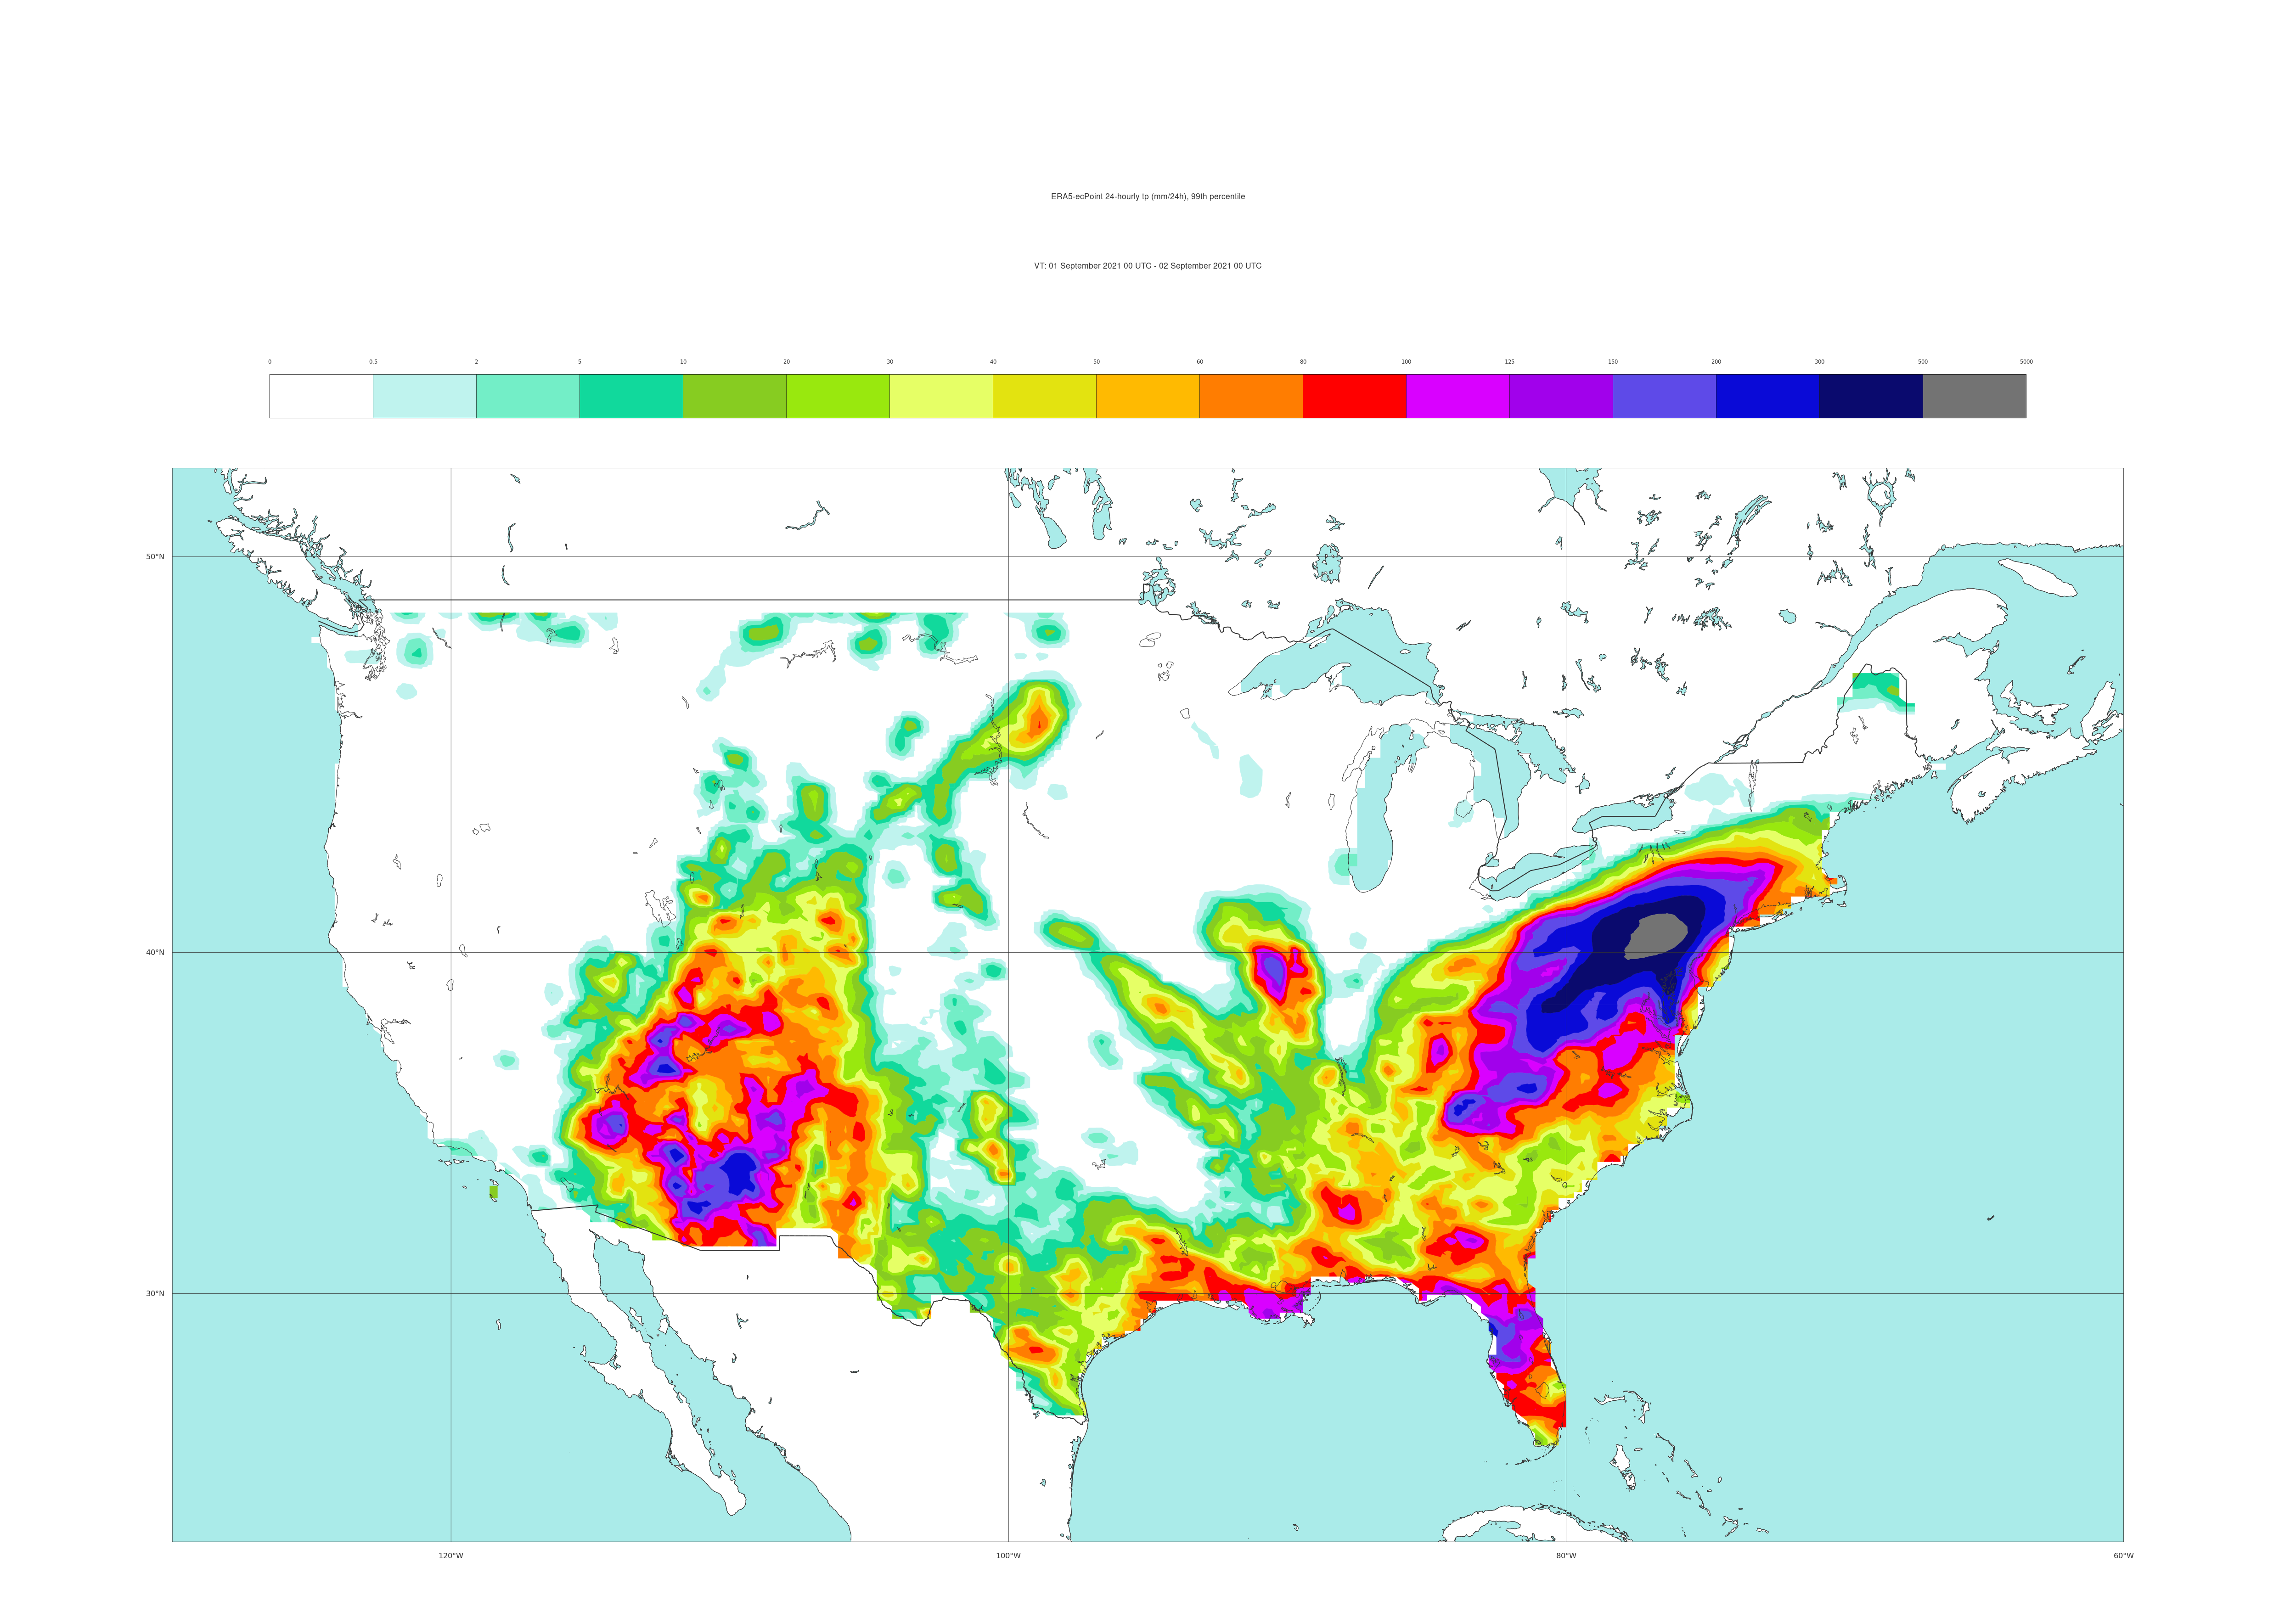 ERA5-ecPoint 24-hourly tp (mm/24h), 99th percentile
VT: 01 September 2021 00 UTC - 02 September 2021 00 UTC
0 0.5 2 5 10 20 30 40 50 60 80 100 125 150 200 300 500 5000
50°N
40°N
30°N
120°W 100°W 80°W 60°W